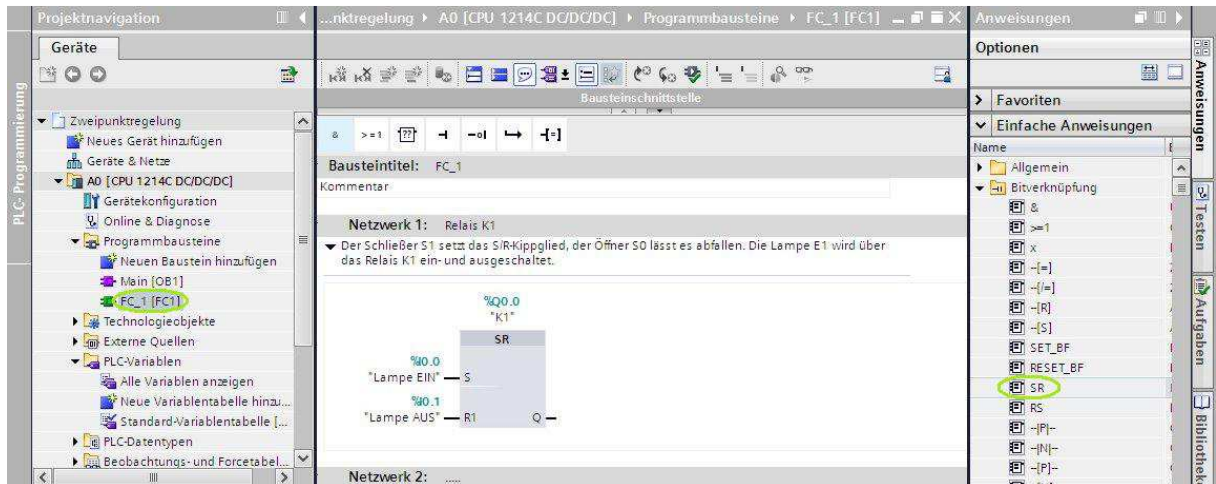 PLC- Programmierung
Projektnavigation
Geräte
Zweipunktregelung
Neues Gerät hinzufügen
Geräte & Netze
A0 [CPU 1214C DC/DC/DC]
Gerätekonfiguration
Online & Diagnose
Programmbausteine
Neuen Baustein hinzufügen
Main [OB1]
FC_1 [FC1]
Technologieobjekte
Externe Quellen
PLC-Variablen
Alle Variablen anzeigen
Neue Variablentabelle hinzu...
Standard-Variablentabelle [...
PLC-Datentypen
Beobachtungs- und Forcetabel...
...nktregelung › A0 [CPU 1214C DC/DC/DC] › Programmbausteine › FC_1 [FC1]
Bausteinschnittstelle
& >=1 ?? -| -o| -[=]
Bausteintitel: FC_1
Kommentar
Netzwerk 1: Relais K1
Der Schließer S1 setzt das S/R-Kippglied, der Öffner S0 lässt es abfallen. Die Lampe E1 wird über
das Relais K1 ein- und ausgeschaltet.
%Q0.0
"K1"
SR
%I0.0
"Lampe EIN" S
%I0.1
"Lampe AUS" R1 Q
Netzwerk 2: .....
Anweisungen
Optionen
Favoriten
Einfache Anweisungen
Name
Allgemein
Bitverknüpfung
&
>=1
x
-[=]
-[/=]
-[R]
-[S]
SET_BF
RESET_BF
SR
RS
-|P|-
-|N|-
-[P]-
Anweisungen
Testen
Aufgaben
Bibliotheke